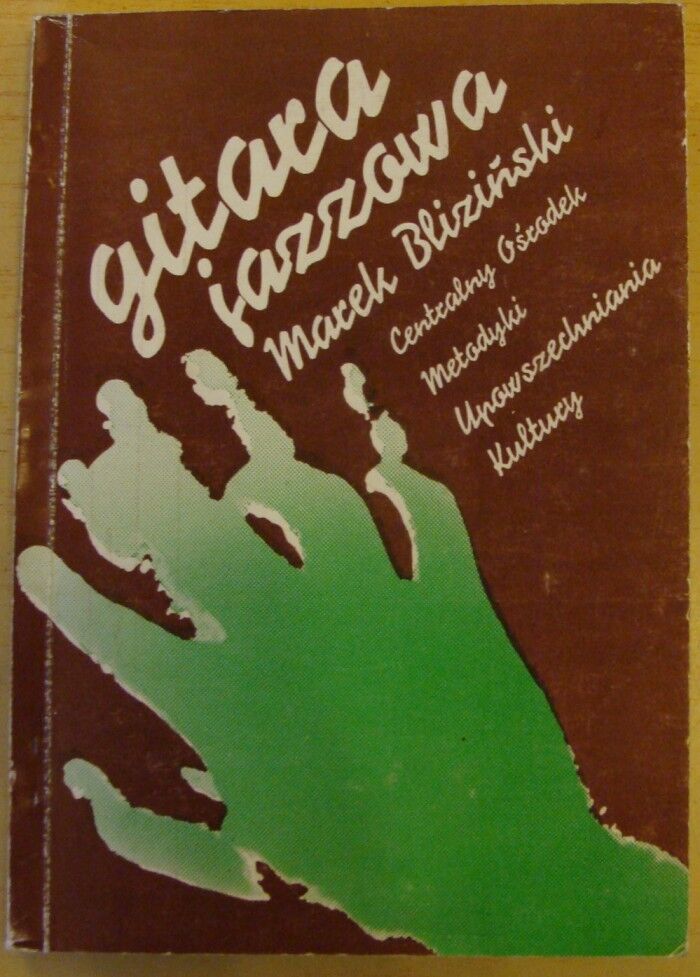 gitara
jazzowa
Marek Bliziński
Centralny Ośrodek
Metodyki
Upowszechniania
Kultury